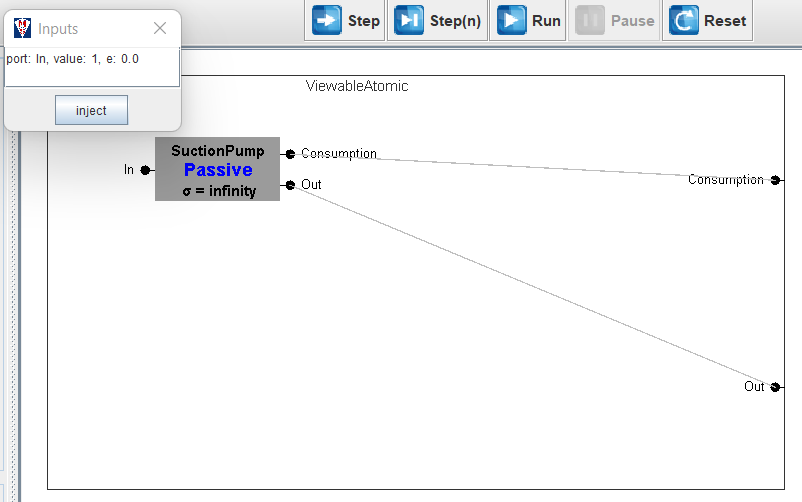 Inputs
port: In, value: 1, e: 0.0
inject
Step
Step(n)
Run
Pause
Reset
ViewableAtomic
SuctionPump
Passive
σ = infinity
In
Consumption
Out
Consumption
Out